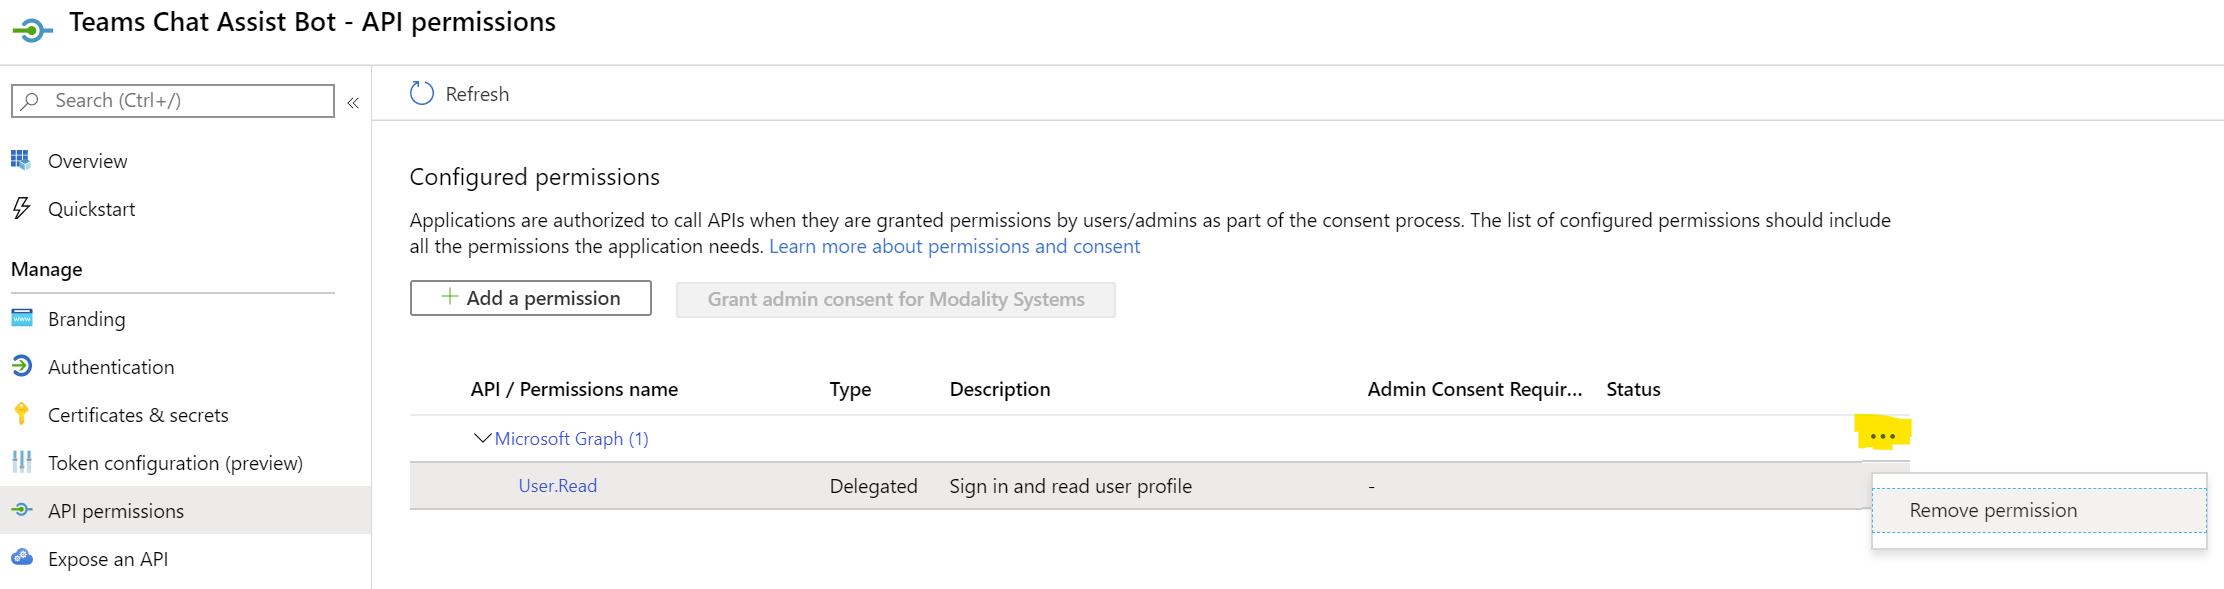 Teams Chat Assist Bot - API permissions
Search (Ctrl+/)
«
Refresh
Overview
Quickstart
Manage
Branding
www
Authentication
Certificates & secrets
Token configuration (preview)
API permissions
Expose an API
Configured permissions
Applications are authorized to call APIs when they are granted permissions by users/admins as part of the consent process. The list of configured permissions should include
all the permissions the application needs. Learn more about permissions and consent
Add a permission
Grant admin consent for Modality Systems
API / Permissions name Type Description Admin Consent Requir... Status
Microsoft Graph (1) ...
User.Read Delegated Sign in and read user profile -
Remove permission